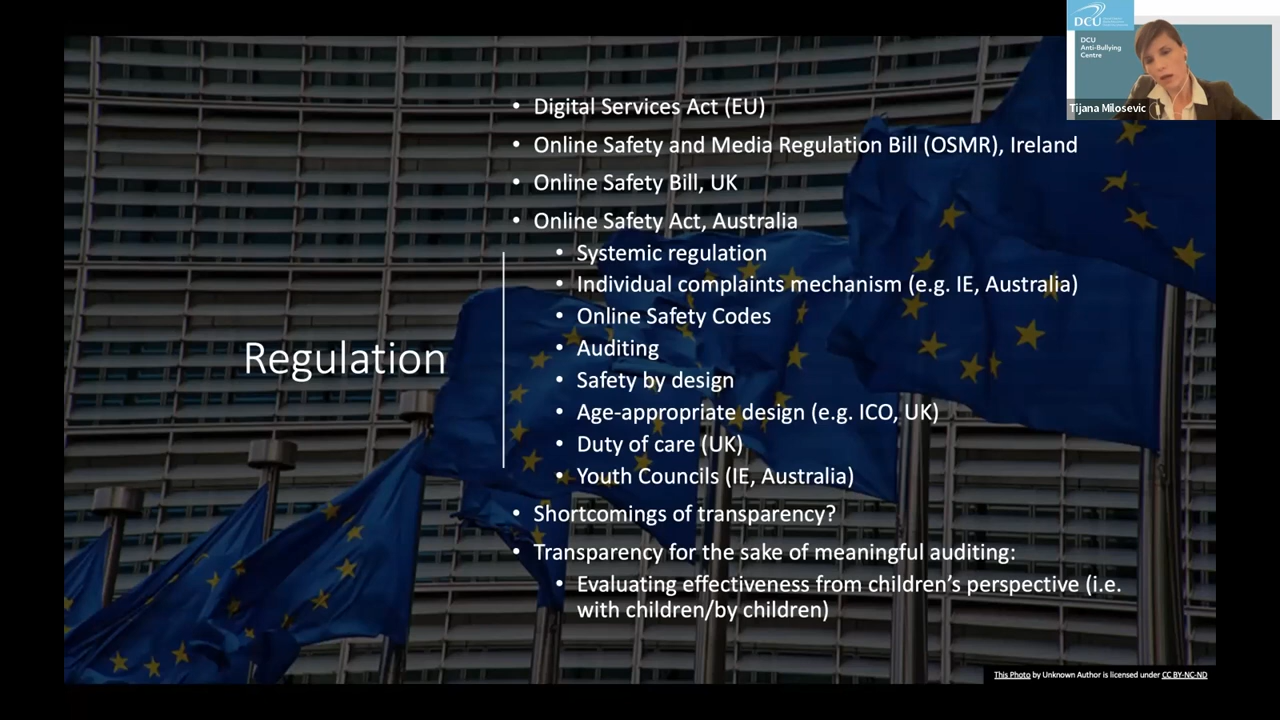 DCU
DCU
Anti-Bullying
Centre
Tijana Milosevic
Regulation
• Digital Services Act (EU)
• Online Safety and Media Regulation Bill (OSMR), Ireland
• Online Safety Bill, UK
• Online Safety Act, Australia
• Systemic regulation
• Individual complaints mechanism (e.g. IE, Australia)
• Online Safety Codes
• Auditing
• Safety by design
• Age-appropriate design (e.g. ICO, UK)
• Duty of care (UK)
• Youth Councils (IE, Australia)
• Shortcomings of transparency?
• Transparency for the sake of meaningful auditing:
• Evaluating effectiveness from children’s perspective (i.e.
with children/by children)
This Photo by Unknown Author is licensed under CC BY-NC-ND